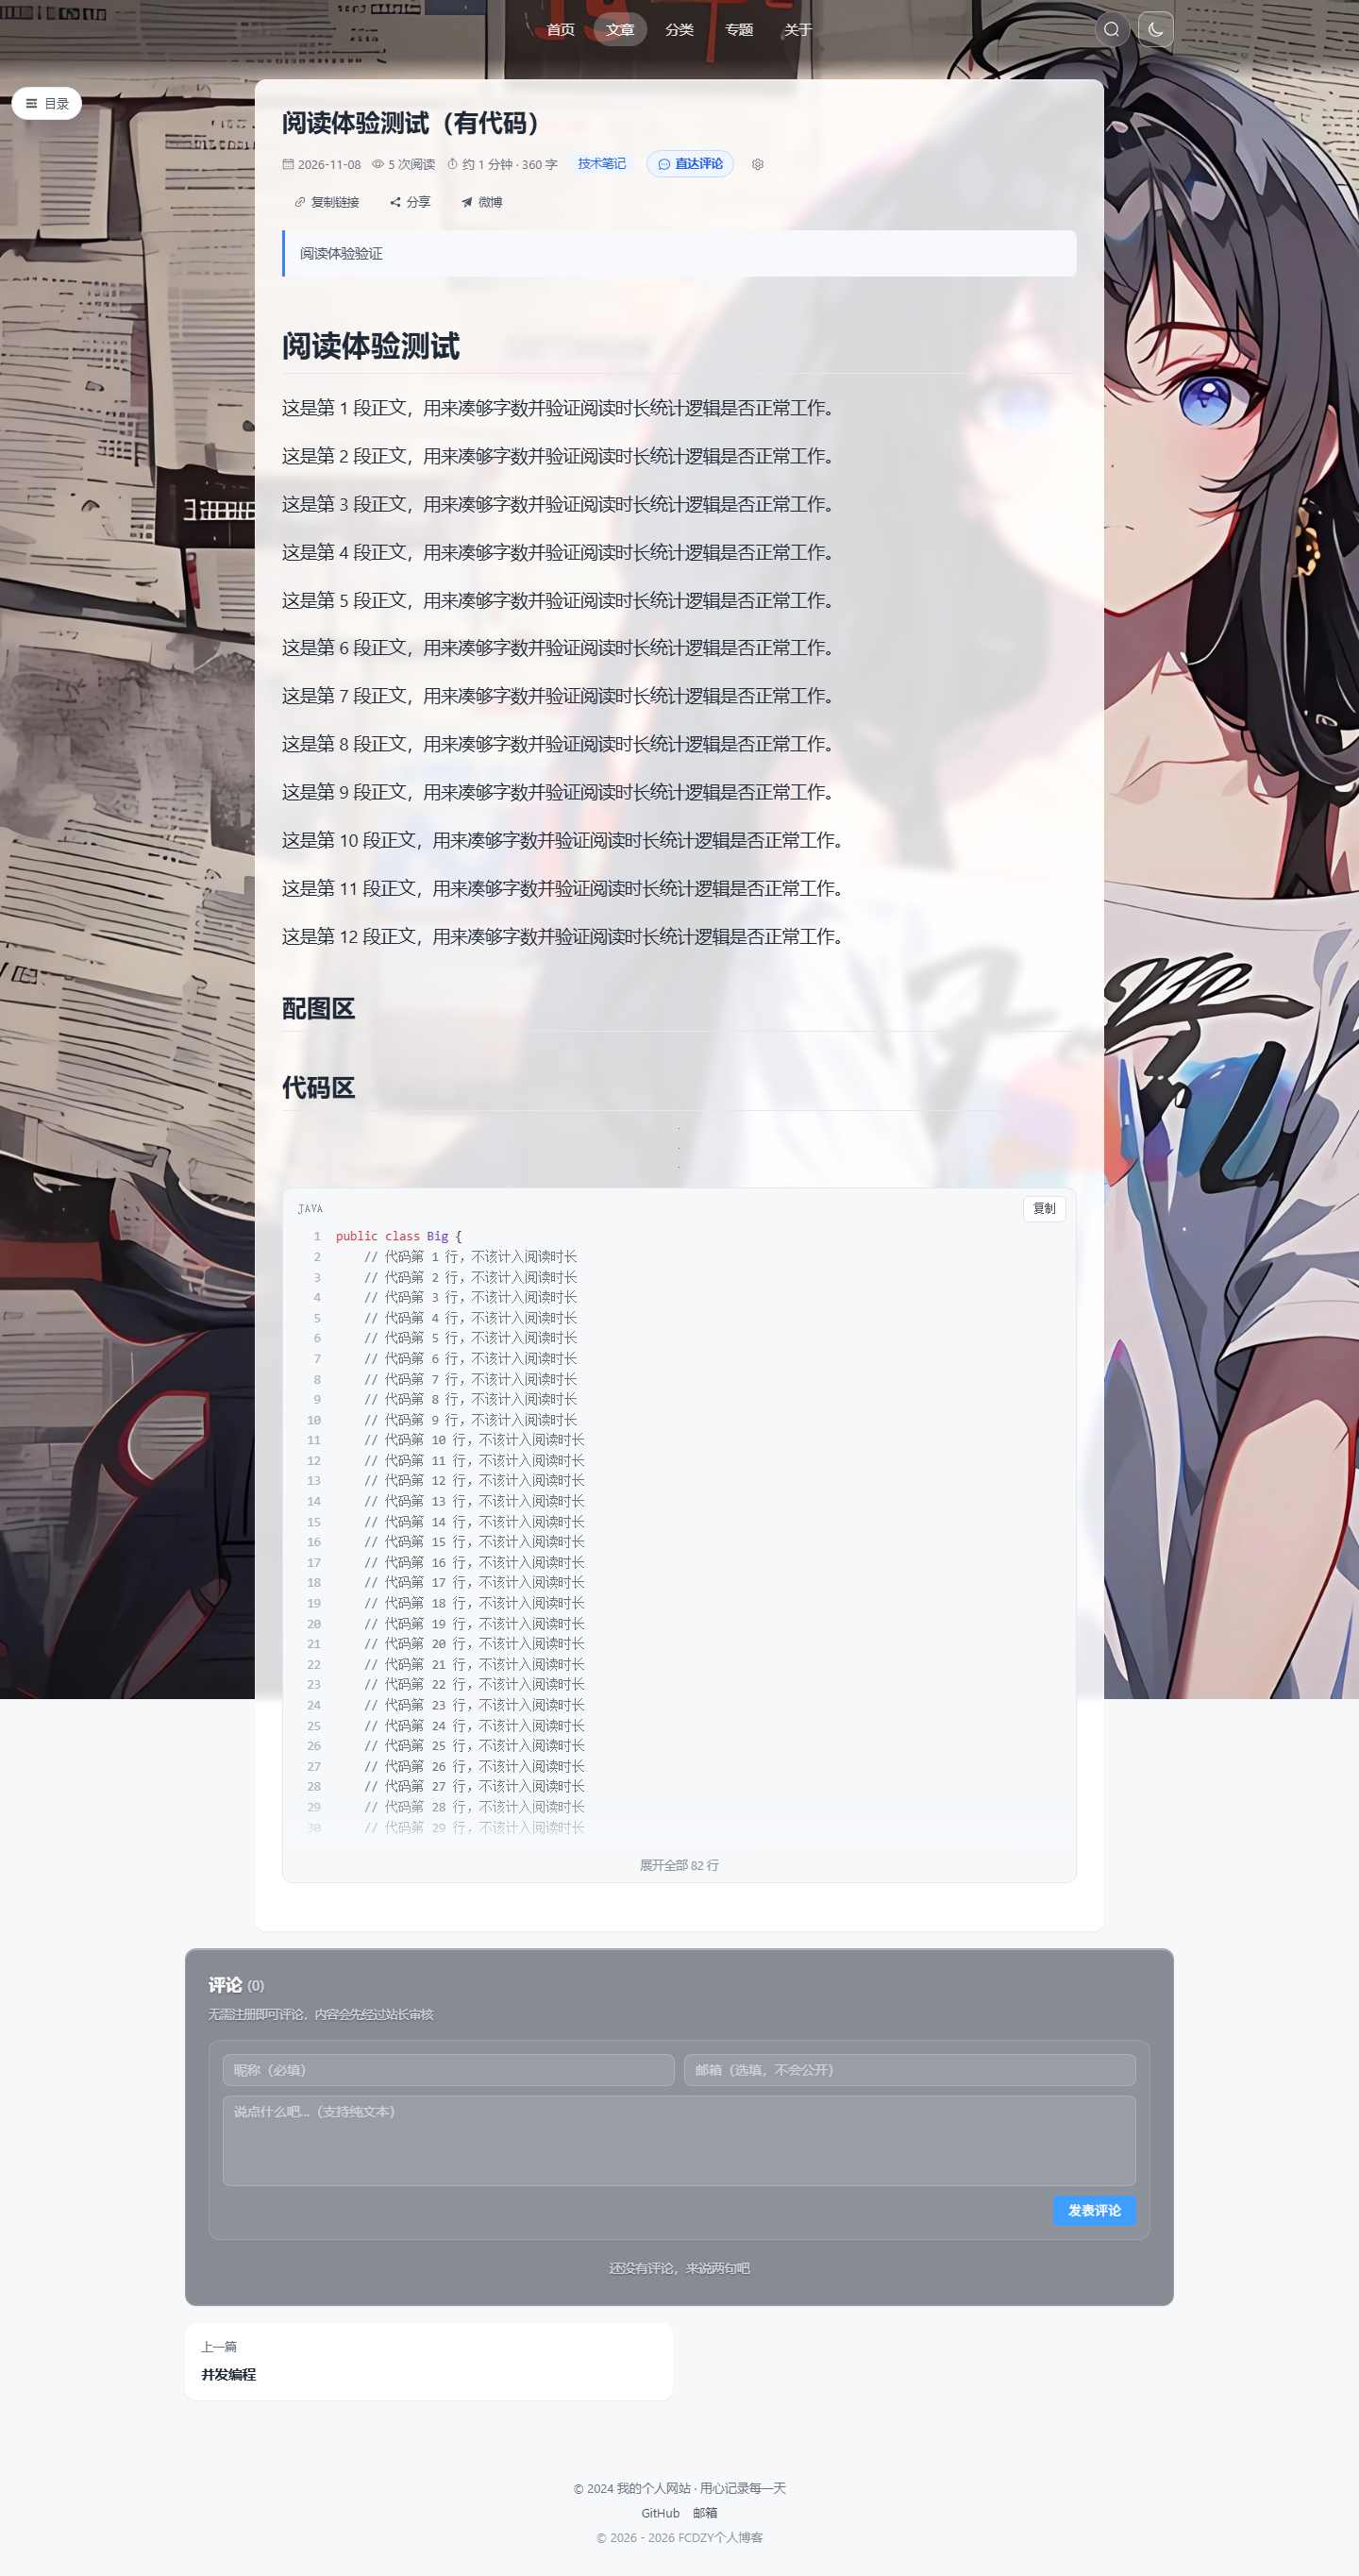 首页 文章 分类 专题 关于
目录
阅读体验测试（有代码）
2026-11-08 5 次阅读 约 1 分钟 · 360 字 技术笔记 直达评论
复制链接 分享 微博
阅读体验验证
阅读体验测试
这是第 1 段正文，用来凑够字数并验证阅读时长统计逻辑是否正常工作。
这是第 2 段正文，用来凑够字数并验证阅读时长统计逻辑是否正常工作。
这是第 3 段正文，用来凑够字数并验证阅读时长统计逻辑是否正常工作。
这是第 4 段正文，用来凑够字数并验证阅读时长统计逻辑是否正常工作。
这是第 5 段正文，用来凑够字数并验证阅读时长统计逻辑是否正常工作。
这是第 6 段正文，用来凑够字数并验证阅读时长统计逻辑是否正常工作。
这是第 7 段正文，用来凑够字数并验证阅读时长统计逻辑是否正常工作。
这是第 8 段正文，用来凑够字数并验证阅读时长统计逻辑是否正常工作。
这是第 9 段正文，用来凑够字数并验证阅读时长统计逻辑是否正常工作。
这是第 10 段正文，用来凑够字数并验证阅读时长统计逻辑是否正常工作。
这是第 11 段正文，用来凑够字数并验证阅读时长统计逻辑是否正常工作。
这是第 12 段正文，用来凑够字数并验证阅读时长统计逻辑是否正常工作。
配图区
代码区
JAVA 复制
1 public class Big {
2 // 代码第 1 行，不该计入阅读时长
3 // 代码第 2 行，不该计入阅读时长
4 // 代码第 3 行，不该计入阅读时长
5 // 代码第 4 行，不该计入阅读时长
6 // 代码第 5 行，不该计入阅读时长
7 // 代码第 6 行，不该计入阅读时长
8 // 代码第 7 行，不该计入阅读时长
9 // 代码第 8 行，不该计入阅读时长
10 // 代码第 9 行，不该计入阅读时长
11 // 代码第 10 行，不该计入阅读时长
12 // 代码第 11 行，不该计入阅读时长
13 // 代码第 12 行，不该计入阅读时长
14 // 代码第 13 行，不该计入阅读时长
15 // 代码第 14 行，不该计入阅读时长
16 // 代码第 15 行，不该计入阅读时长
17 // 代码第 16 行，不该计入阅读时长
18 // 代码第 17 行，不该计入阅读时长
19 // 代码第 18 行，不该计入阅读时长
20 // 代码第 19 行，不该计入阅读时长
21 // 代码第 20 行，不该计入阅读时长
22 // 代码第 21 行，不该计入阅读时长
23 // 代码第 22 行，不该计入阅读时长
24 // 代码第 23 行，不该计入阅读时长
25 // 代码第 24 行，不该计入阅读时长
26 // 代码第 25 行，不该计入阅读时长
27 // 代码第 26 行，不该计入阅读时长
28 // 代码第 27 行，不该计入阅读时长
29 // 代码第 28 行，不该计入阅读时长
30 // 代码第 29 行，不该计入阅读时长
展开全部 82 行
评论 (0)
无需注册即可评论，内容会先经过站长审核
昵称（必填） 邮箱（选填，不会公开）
说点什么吧...（支持纯文本）
发表评论
还没有评论，来说两句吧
上一篇
并发编程
© 2024 我的个人网站 · 用心记录每一天
GitHub 邮箱
© 2026 - 2026 FCDZY个人博客